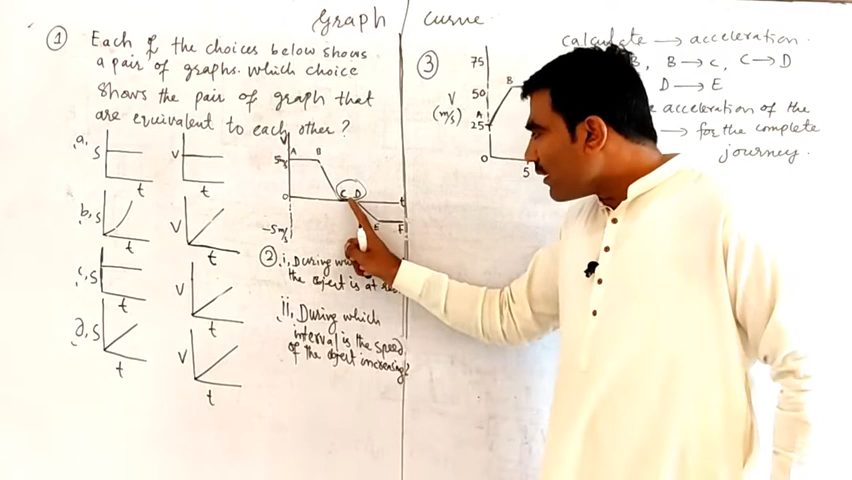 Graph / curve
① Each of the choices below shows
a pair of graphs. which choice
shows the pair of graph that
are equivalent to each other?
a, S t V t
b, S t V t
c, S t V t
d, S t V t
V
5m/s A B
0 C D t
-5m/s E F
② i, During
the object is at
ii, During which
interval is the speed
of the object increasing?
③
75
50 B
V
(m/s)
A
25
0 5
calculate → acceleration.
B, B → C, C → D
D → E
acceleration of the
→ for the complete
journey.